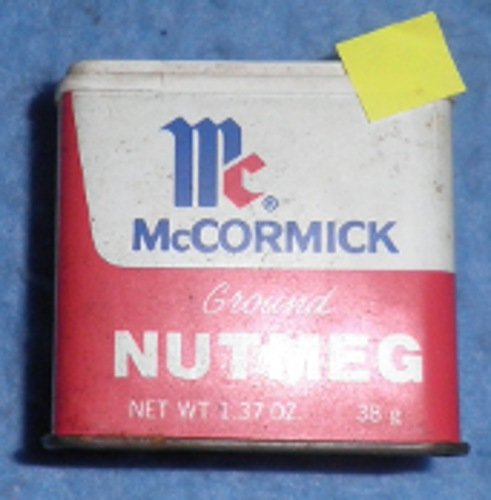 Mc®
McCORMICK
Ground
NUTMEG
NET WT 1.37 OZ. 38 g